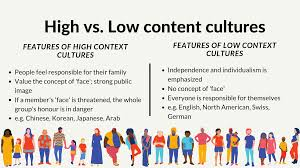 High vs. Low content cultures
FEATURES OF HIGH CONTEXT
CULTURES
• People feel responsible for their family
• Value the concept of 'face'; strong public
image
• If a member's 'face' is threatened, the whole
group's honour is in danger
• e.g. Chinese, Korean, Japanese, Arab
FEATURES OF LOW CONTEXT
CULTURES
• Independence and individualism is
emphasized
• No concept of 'face'
• Everyone is responsible for themselves
• e.g. English, North American, Swiss,
German